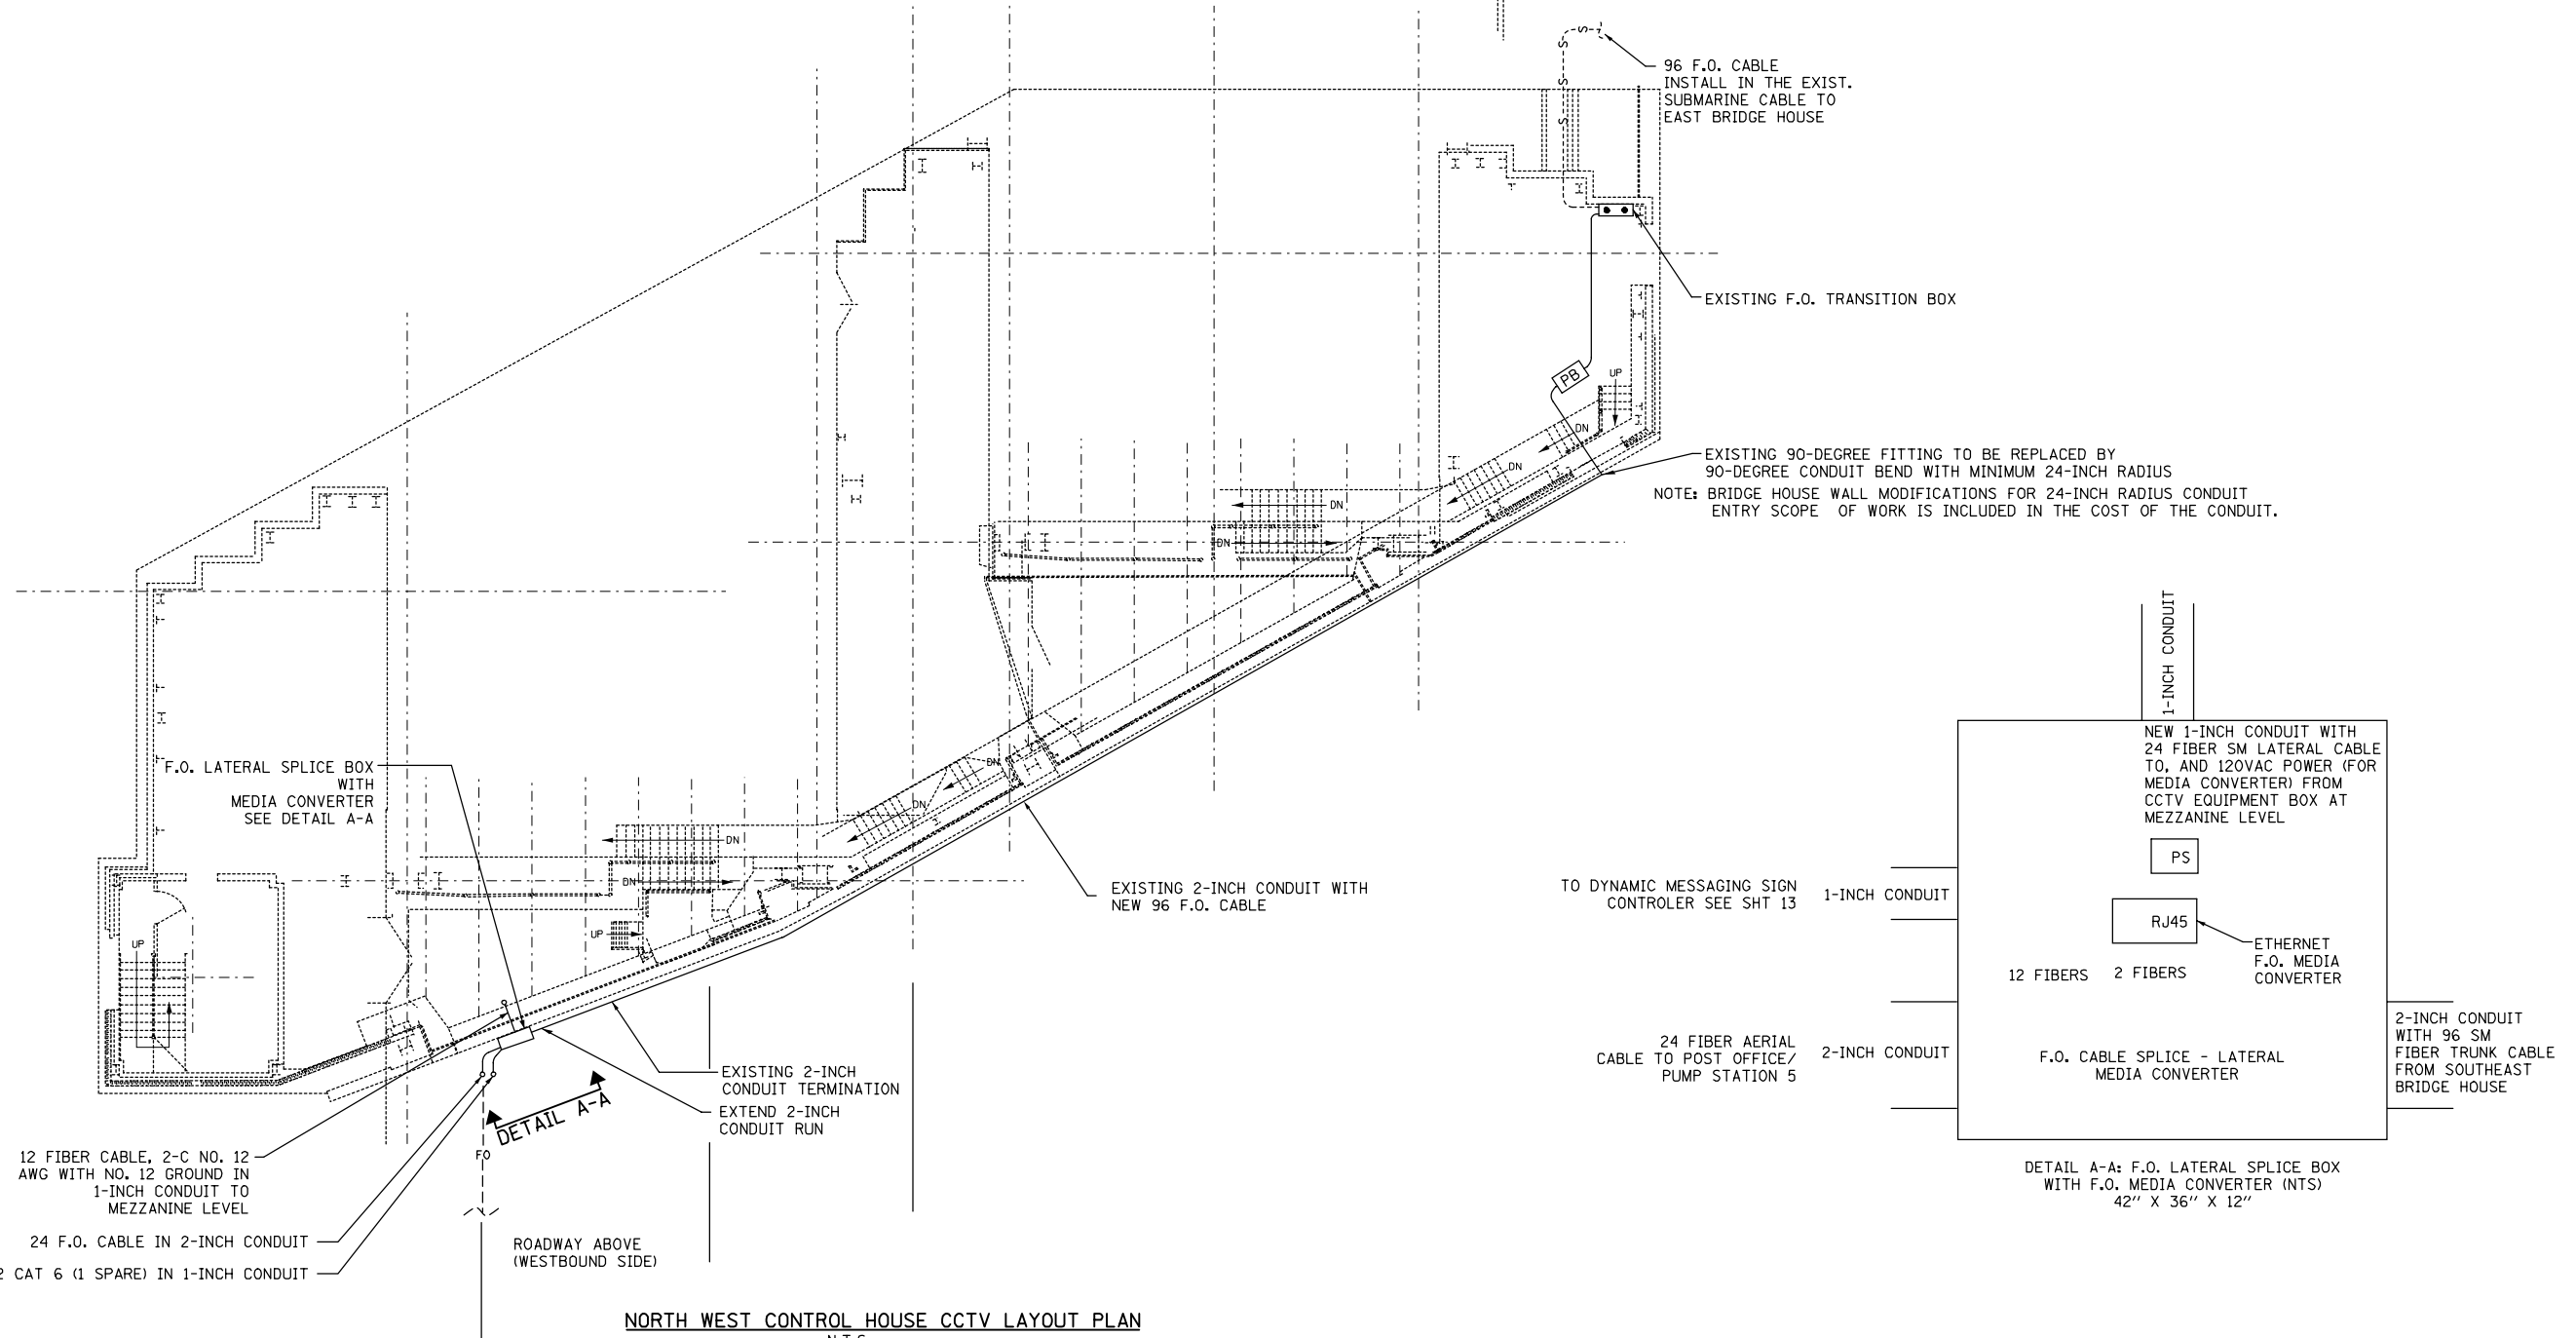 S
S
S
S
96 F.O. CABLE
INSTALL IN THE EXIST.
SUBMARINE CABLE TO
EAST BRIDGE HOUSE
EXISTING F.O. TRANSITION BOX
PB
UP
DN
EXISTING 90-DEGREE FITTING TO BE REPLACED BY
90-DEGREE CONDUIT BEND WITH MINIMUM 24-INCH RADIUS
NOTE: BRIDGE HOUSE WALL MODIFICATIONS FOR 24-INCH RADIUS CONDUIT
ENTRY SCOPE OF WORK IS INCLUDED IN THE COST OF THE CONDUIT.
DN
DN
DN
F.O. LATERAL SPLICE BOX
WITH
MEDIA CONVERTER
SEE DETAIL A-A
DN
DN
DN
DN
UP
UP
EXISTING 2-INCH CONDUIT WITH
NEW 96 F.O. CABLE
EXISTING 2-INCH
CONDUIT TERMINATION
EXTEND 2-INCH
CONDUIT RUN
DETAIL A-A
FO
12 FIBER CABLE, 2-C NO. 12
AWG WITH NO. 12 GROUND IN
1-INCH CONDUIT TO
MEZZANINE LEVEL
24 F.O. CABLE IN 2-INCH CONDUIT
2 CAT 6 (1 SPARE) IN 1-INCH CONDUIT
ROADWAY ABOVE
(WESTBOUND SIDE)
NORTH WEST CONTROL HOUSE CCTV LAYOUT PLAN
N.T.S.
1-INCH CONDUIT
NEW 1-INCH CONDUIT WITH
24 FIBER SM LATERAL CABLE
TO, AND 120VAC POWER (FOR
MEDIA CONVERTER) FROM
CCTV EQUIPMENT BOX AT
MEZZANINE LEVEL
PS
RJ45
ETHERNET
F.O. MEDIA
CONVERTER
12 FIBERS
2 FIBERS
TO DYNAMIC MESSAGING SIGN
CONTROLER SEE SHT 13
1-INCH CONDUIT
24 FIBER AERIAL
CABLE TO POST OFFICE/
PUMP STATION 5
2-INCH CONDUIT
F.O. CABLE SPLICE - LATERAL
MEDIA CONVERTER
2-INCH CONDUIT
WITH 96 SM
FIBER TRUNK CABLE
FROM SOUTHEAST
BRIDGE HOUSE
DETAIL A-A: F.O. LATERAL SPLICE BOX
WITH F.O. MEDIA CONVERTER (NTS)
42" X 36" X 12"